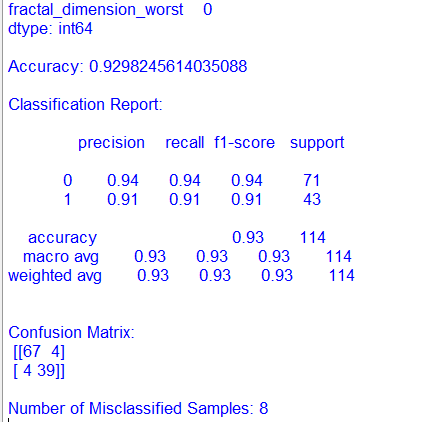 fractal_dimension_worst 0
dtype: int64
Accuracy: 0.9298245614035088
Classification Report:
precision recall f1-score support
0 0.94 0.94 0.94 71
1 0.91 0.91 0.91 43
accuracy 0.93 114
macro avg 0.93 0.93 0.93 114
weighted avg 0.93 0.93 0.93 114
Confusion Matrix:
[[67 4]
[ 4 39]]
Number of Misclassified Samples: 8